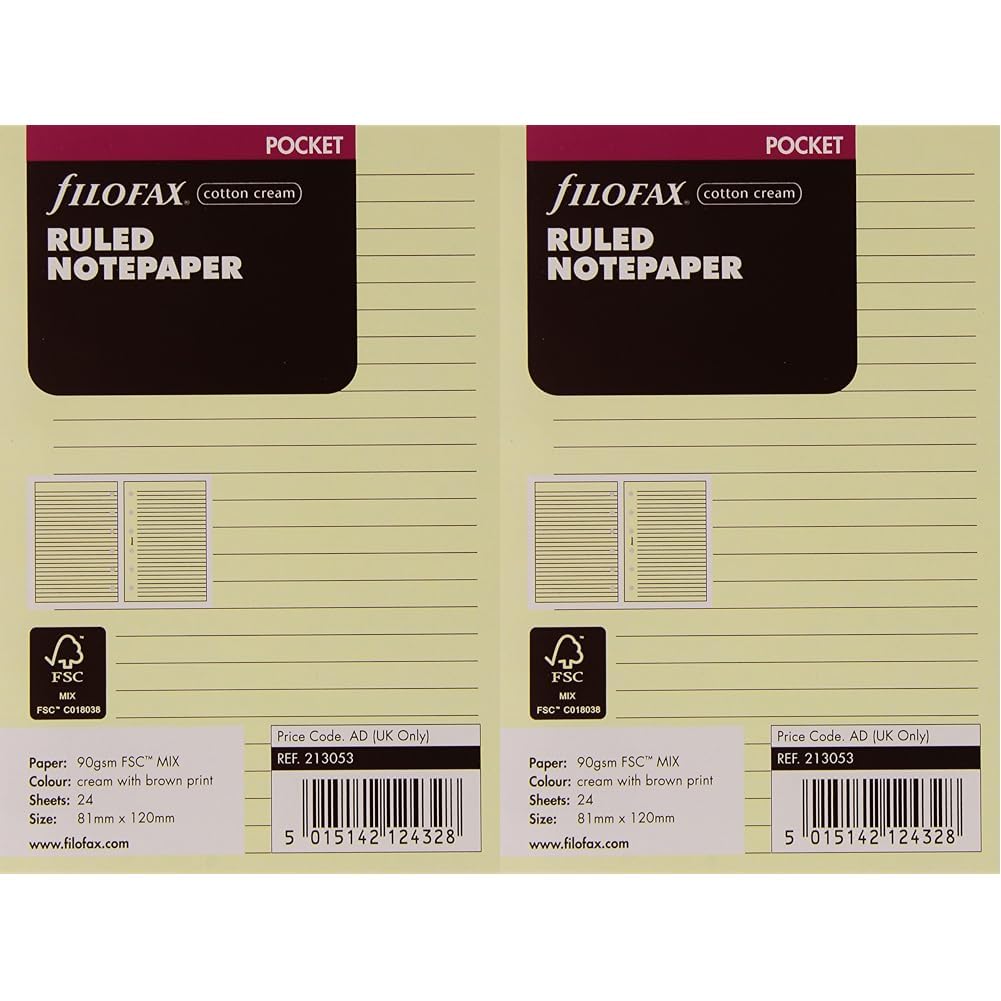 POCKET
fILOFAX® cotton cream
RULED
NOTEPAPER
FSC™
MIX
FSC™ C018038
Paper: 90gsm FSC™ MIX
Colour: cream with brown print
Sheets: 24
Size: 81mm x 120mm
www.filofax.com
Price Code. AD (UK Only)
REF. 213053
5 015142 124328
POCKET
fILOFAX® cotton cream
RULED
NOTEPAPER
FSC™
MIX
FSC™ C018038
Paper: 90gsm FSC™ MIX
Colour: cream with brown print
Sheets: 24
Size: 81mm x 120mm
www.filofax.com
Price Code. AD (UK Only)
REF. 213053
5 015142 124328